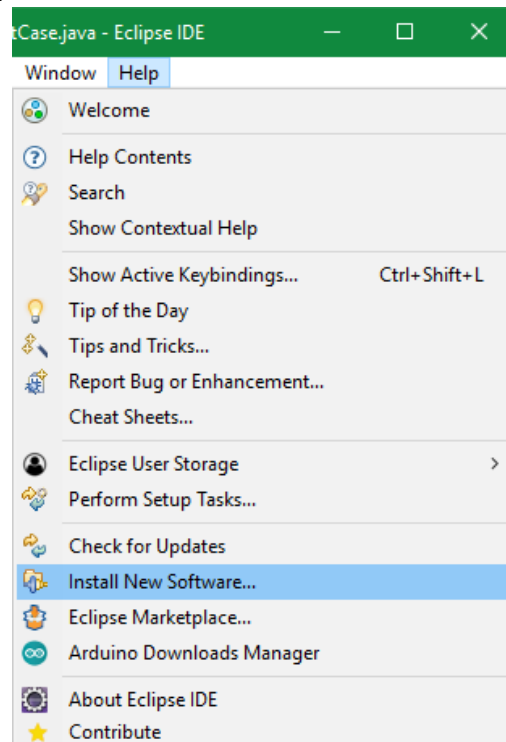 tCase.java - Eclipse IDE
Window Help
Welcome
Help Contents
Search
Show Contextual Help
Show Active Keybindings... Ctrl+Shift+L
Tip of the Day
Tips and Tricks...
Report Bug or Enhancement...
Cheat Sheets...
Eclipse User Storage
Perform Setup Tasks...
Check for Updates
Install New Software...
Eclipse Marketplace...
Arduino Downloads Manager
About Eclipse IDE
Contribute